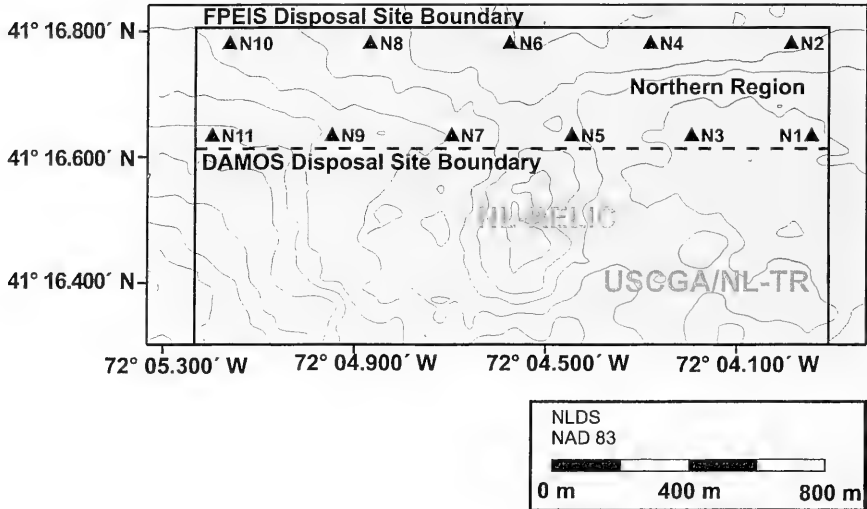 FPEIS Disposal Site Boundary
41° 16.800´ N
N10 N8 N6 N4 N2
Northern Region
N11 N9 N7 N5 N3 N1
41° 16.600´ N
DAMOS Disposal Site Boundary
NL-RELIC
41° 16.400´ N
USCGA/NL-TR
72° 05.300´ W 72° 04.900´ W 72° 04.500´ W 72° 04.100´ W
NLDS
NAD 83
0 m 400 m 800 m